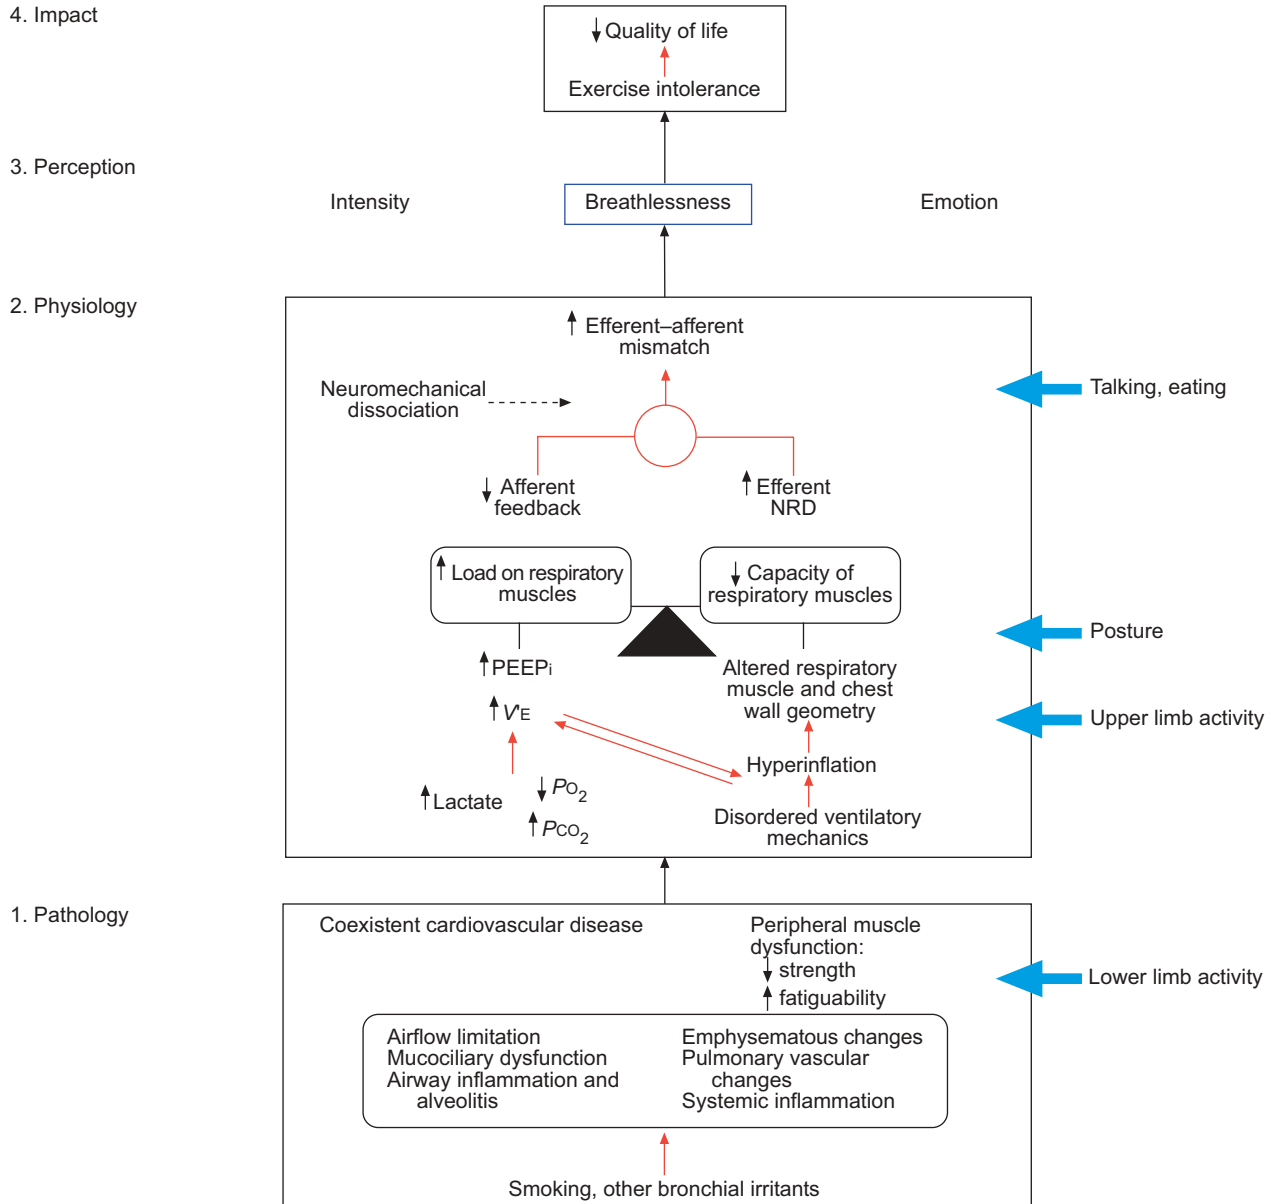 4. Impact
↓ Quality of life
Exercise intolerance
3. Perception
Intensity
Breathlessness
Emotion
2. Physiology
↑ Efferent–afferent
mismatch
Neuromechanical
dissociation
Talking, eating
↓ Afferent
feedback
↑ Efferent
NRD
↑ Load on respiratory
muscles
↓ Capacity of
respiratory muscles
Posture
↑ PEEPi
Altered respiratory
muscle and chest
wall geometry
↑ V'E
Upper limb activity
Hyperinflation
↑ Lactate
↓ PO2
↑ PCO2
Disordered ventilatory
mechanics
1. Pathology
Coexistent cardiovascular disease
Peripheral muscle
dysfunction:
↓ strength
↑ fatiguability
Lower limb activity
Airflow limitation
Mucociliary dysfunction
Airway inflammation and
alveolitis
Emphysematous changes
Pulmonary vascular
changes
Systemic inflammation
Smoking, other bronchial irritants